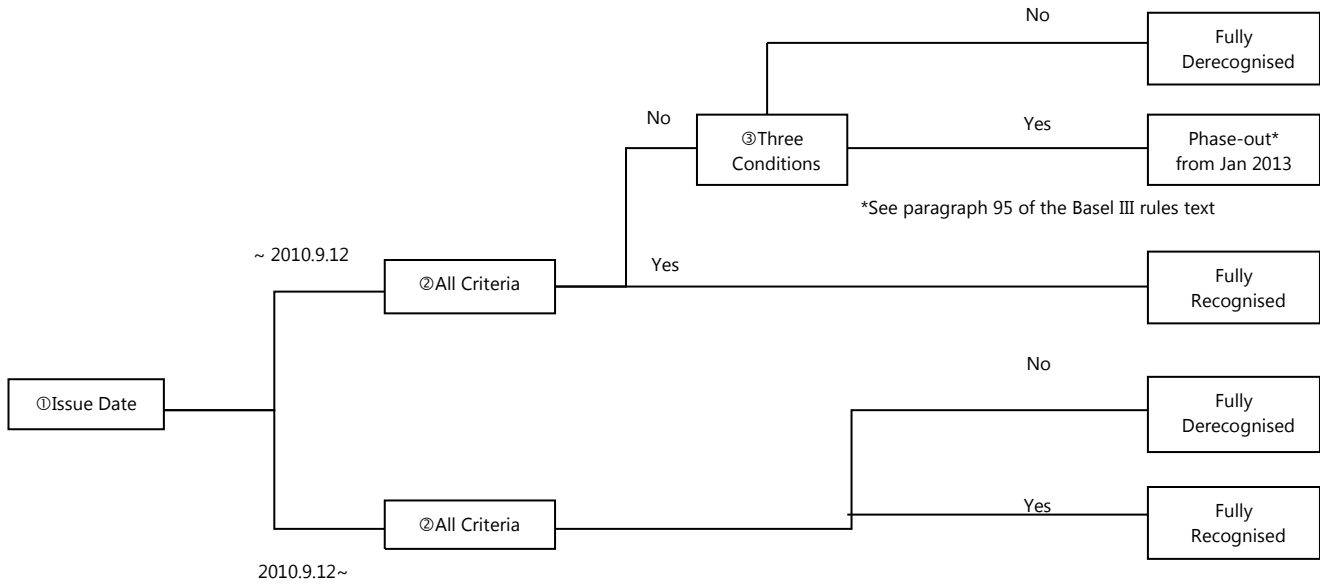 No
Fully
Derecognised
No
③Three
Conditions
Yes
Phase-out*
from Jan 2013
*See paragraph 95 of the Basel III rules text
~ 2010.9.12
②All Criteria
Yes
Fully
Recognised
①Issue Date
No
Fully
Derecognised
②All Criteria
Yes
Fully
Recognised
2010.9.12~